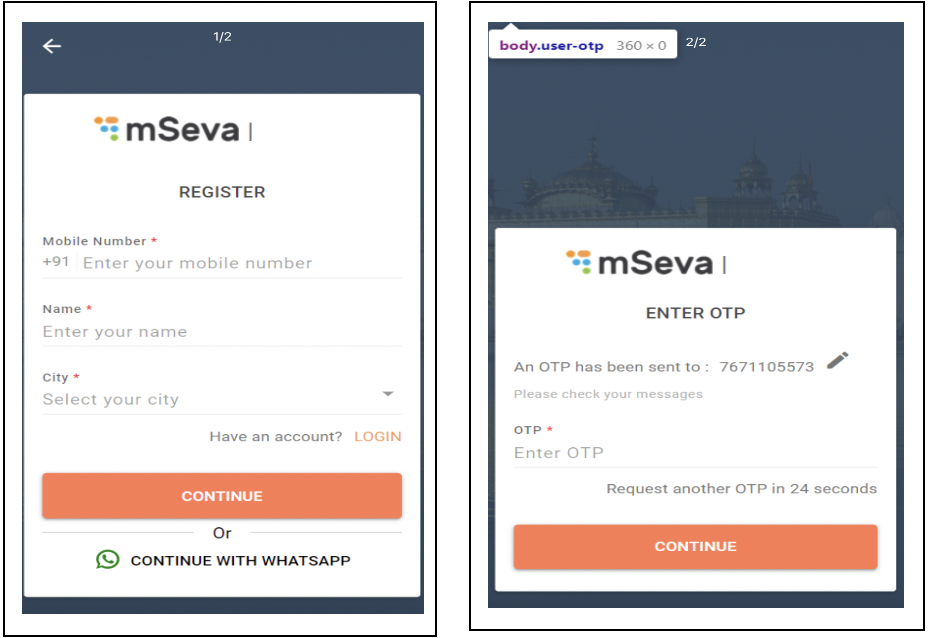 1/2
mSeva |
REGISTER
Mobile Number *
+91 Enter your mobile number
Name *
Enter your name
City *
Select your city
Have an account? LOGIN
CONTINUE
Or
CONTINUE WITH WHATSAPP
body.user-otp 360 × 0
2/2
mSeva |
ENTER OTP
An OTP has been sent to : 7671105573
Please check your messages
OTP *
Enter OTP
Request another OTP in 24 seconds
CONTINUE